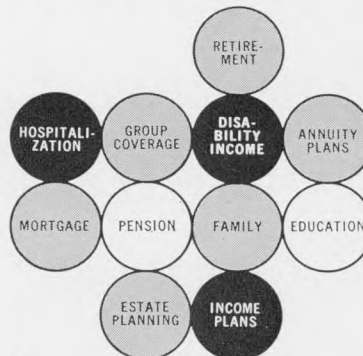 RETIRE-
MENT
HOSPITALI-
ZATION
GROUP
COVERAGE
DISA-
BILITY
INCOME
ANNUITY
PLANS
MORTGAGE
PENSION
FAMILY
EDUCATION
ESTATE
PLANNING
INCOME
PLANS